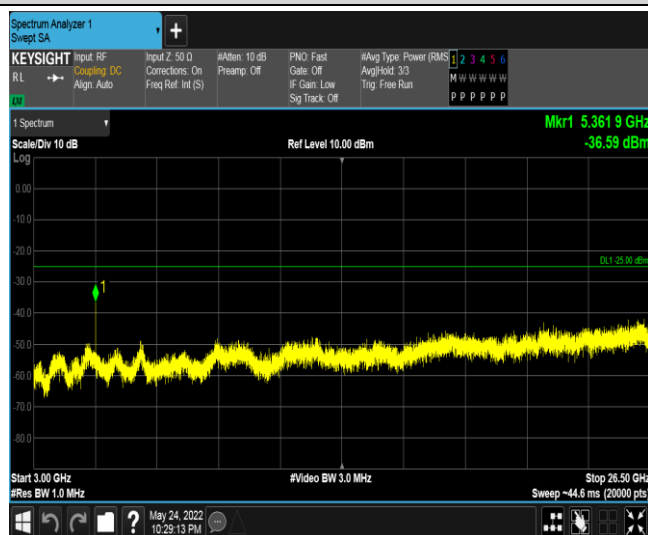 Spectrum Analyzer 1
Swept SA
+
KEYSIGHT
RL
Input: RF
Coupling: DC
Align: Auto
Input Z: 50 Ω
Corrections: On
Freq Ref: Int (S)
#Atten: 10 dB
Preamp: Off
PNO: Fast
Gate: Off
IF Gain: Low
Sig Track: Off
#Avg Type: Power (RMS
Avg|Hold: 3/3
Trig: Free Run
1 2 3 4 5 6
M W W W W W
P P P P P P
1 Spectrum
Scale/Div 10 dB
Ref Level 10.00 dBm
Mkr1 5.361 9 GHz
-36.59 dBm
Log
0.00
-10.0
-20.0
DL1 -25.00 dBm
-30.0
1
-40.0
-50.0
-60.0
-70.0
-80.0
Start 3.00 GHz
#Video BW 3.0 MHz
Stop 26.50 GHz
#Res BW 1.0 MHz
Sweep ~44.6 ms (20000 pts)
?
May 24, 2022
10:29:13 PM